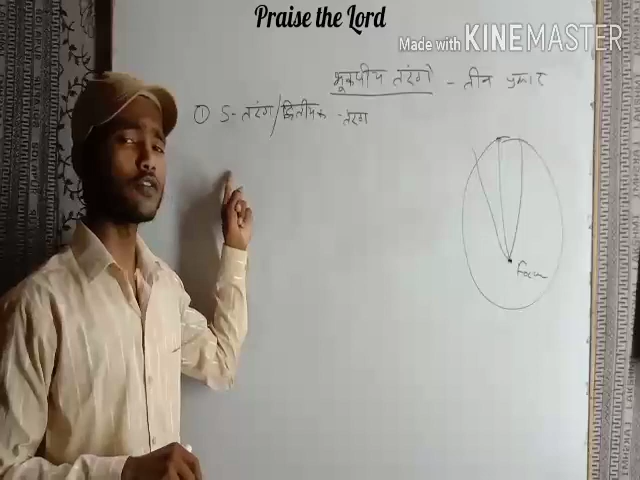 Praise the Lord
Made with KINEMASTER
भूकंपीय तरंगे - तीन प्रकार
① S- तरंग/द्वितीयक - तरंग
Focus